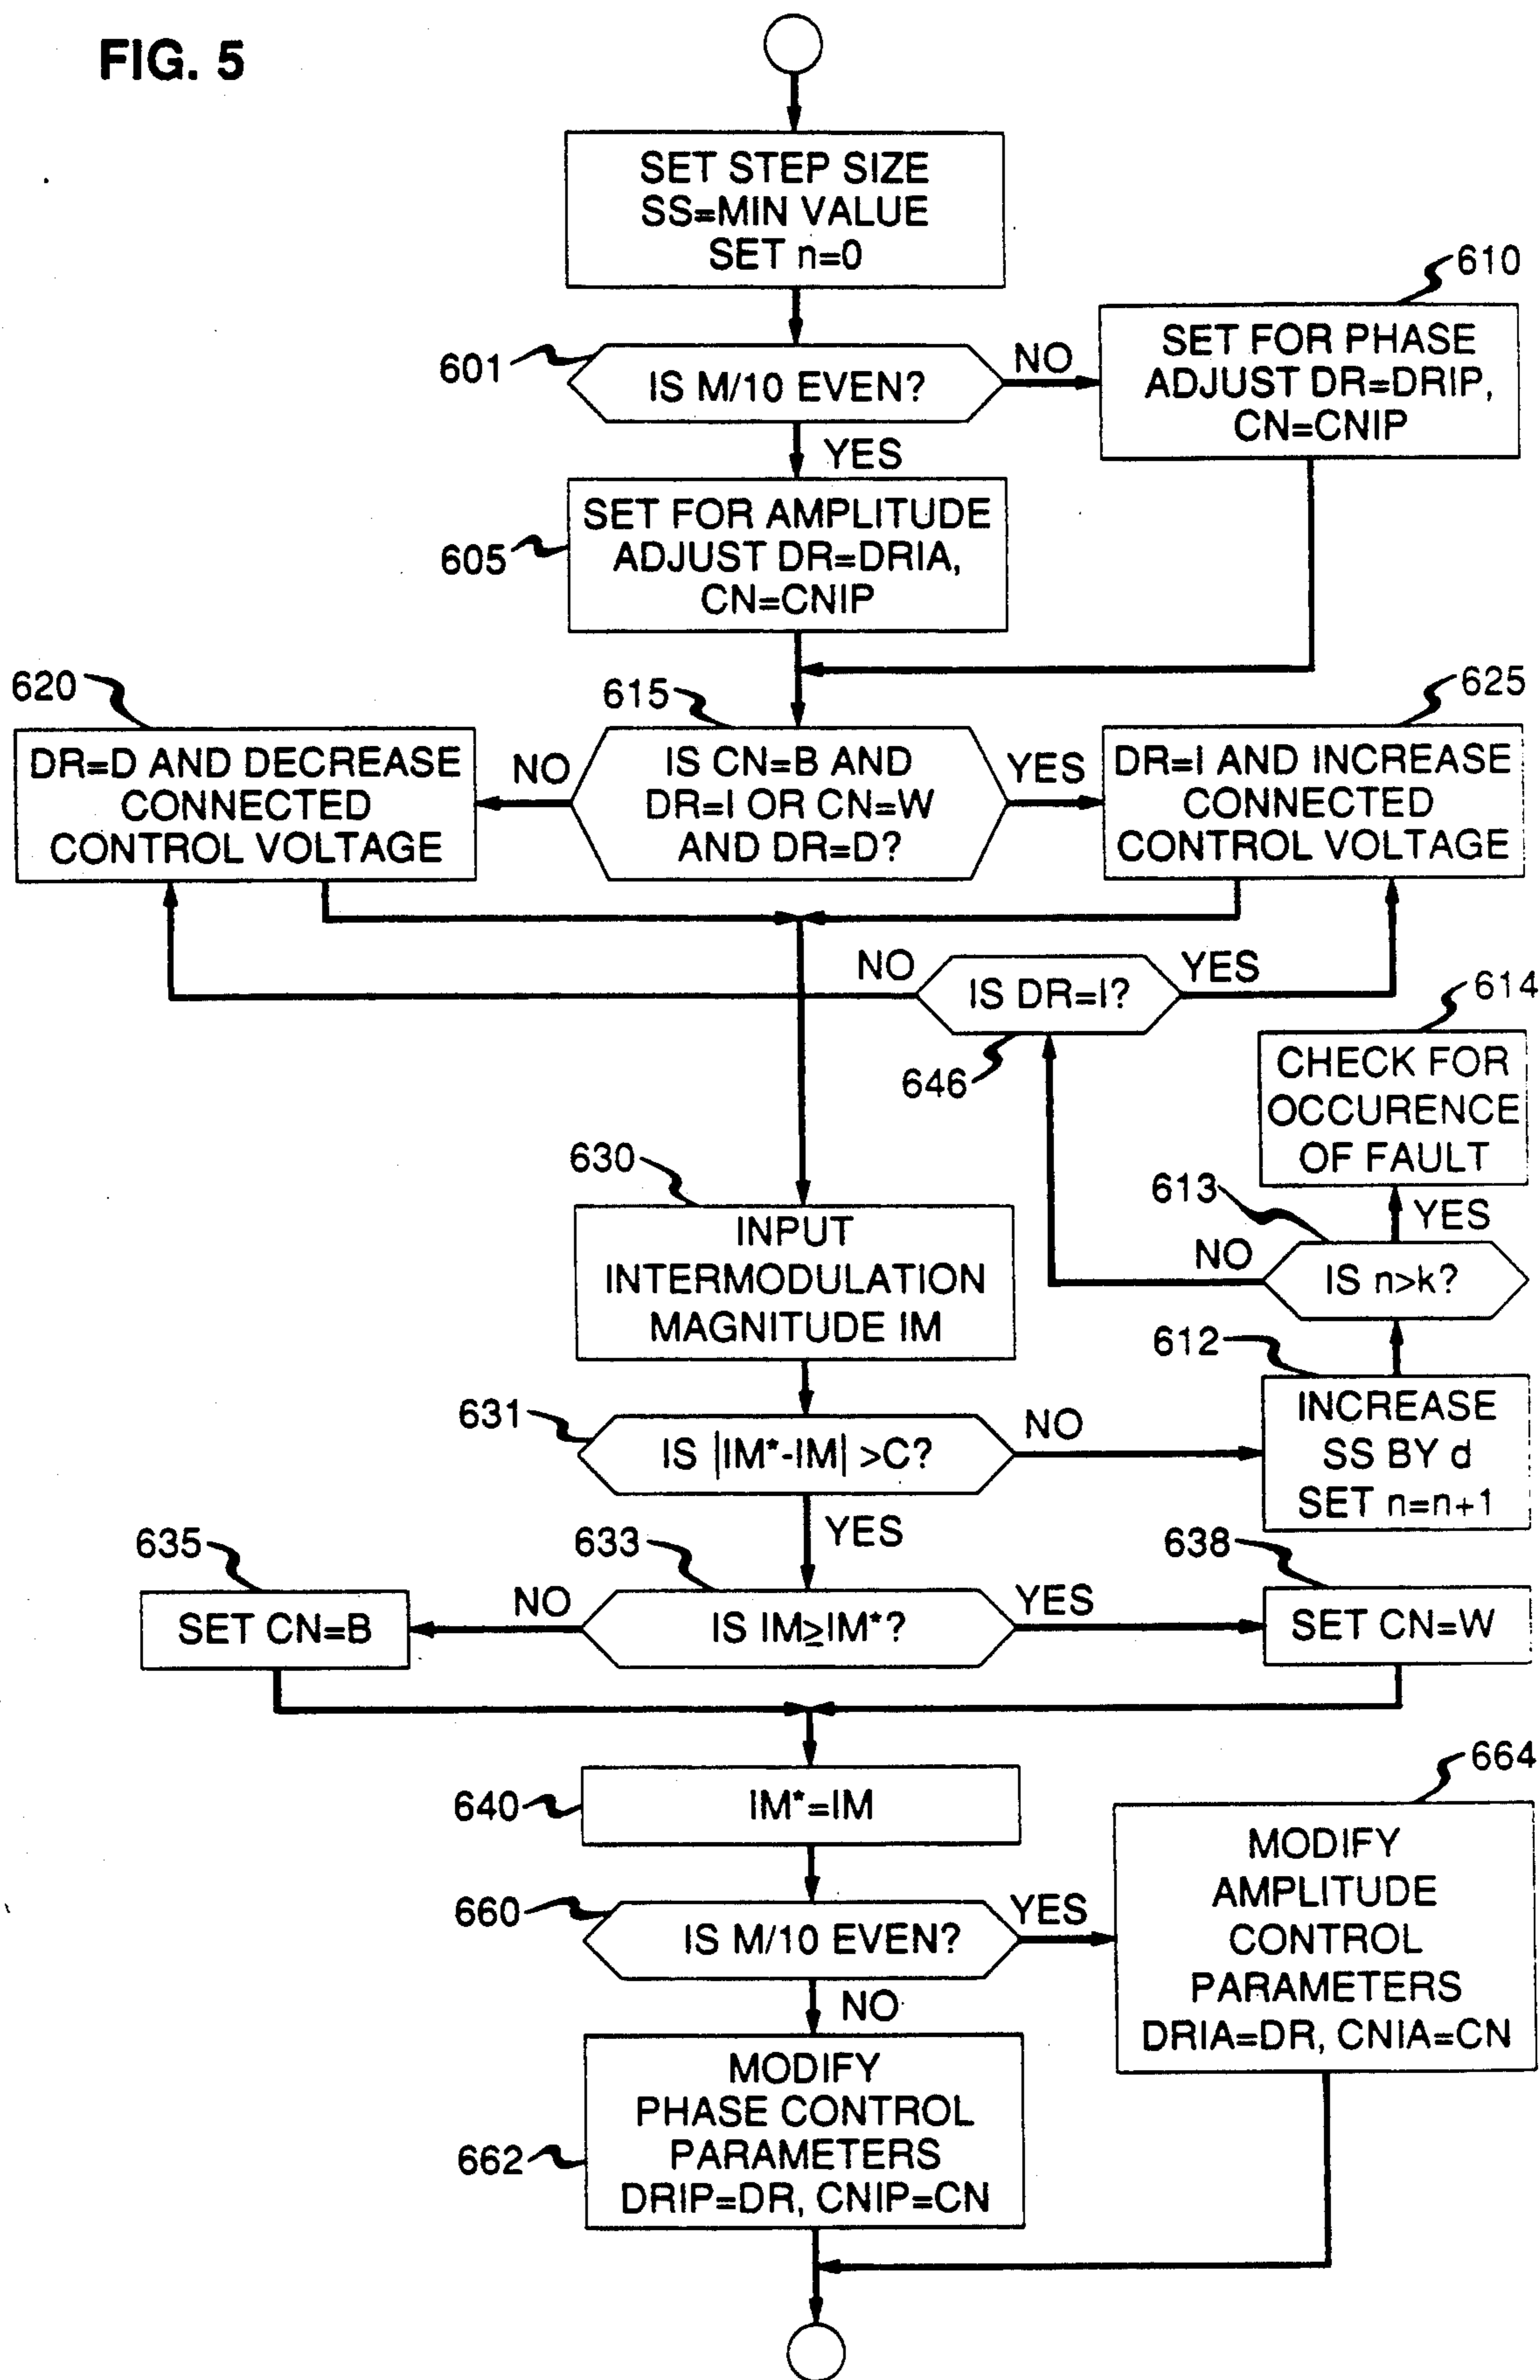 FIG. 5
SET STEP SIZE
SS=MIN VALUE
SET n=0
610
601
IS M/10 EVEN?
NO
SET FOR PHASE
ADJUST DR=DRIP,
CN=CNIP
YES
605
SET FOR AMPLITUDE
ADJUST DR=DRIA,
CN=CNIP
620
615
625
DR=D AND DECREASE
CONNECTED
CONTROL VOLTAGE
NO
IS CN=B AND
DR=I OR CN=W
AND DR=D?
YES
DR=I AND INCREASE
CONNECTED
CONTROL VOLTAGE
NO
IS DR=I?
YES
646
614
CHECK FOR
OCCURENCE
OF FAULT
630
INPUT
INTERMODULATION
MAGNITUDE IM
613
YES
NO
IS n>k?
612
631
IS |IM*-IM| >C?
NO
INCREASE
SS BY d
SET n=n+1
YES
635
633
638
SET CN=B
NO
IS IM≥IM*?
YES
SET CN=W
640
IM*=IM
664
660
IS M/10 EVEN?
YES
MODIFY
AMPLITUDE
CONTROL
PARAMETERS
DRIA=DR, CNIA=CN
NO
662
MODIFY
PHASE CONTROL
PARAMETERS
DRIP=DR, CNIP=CN